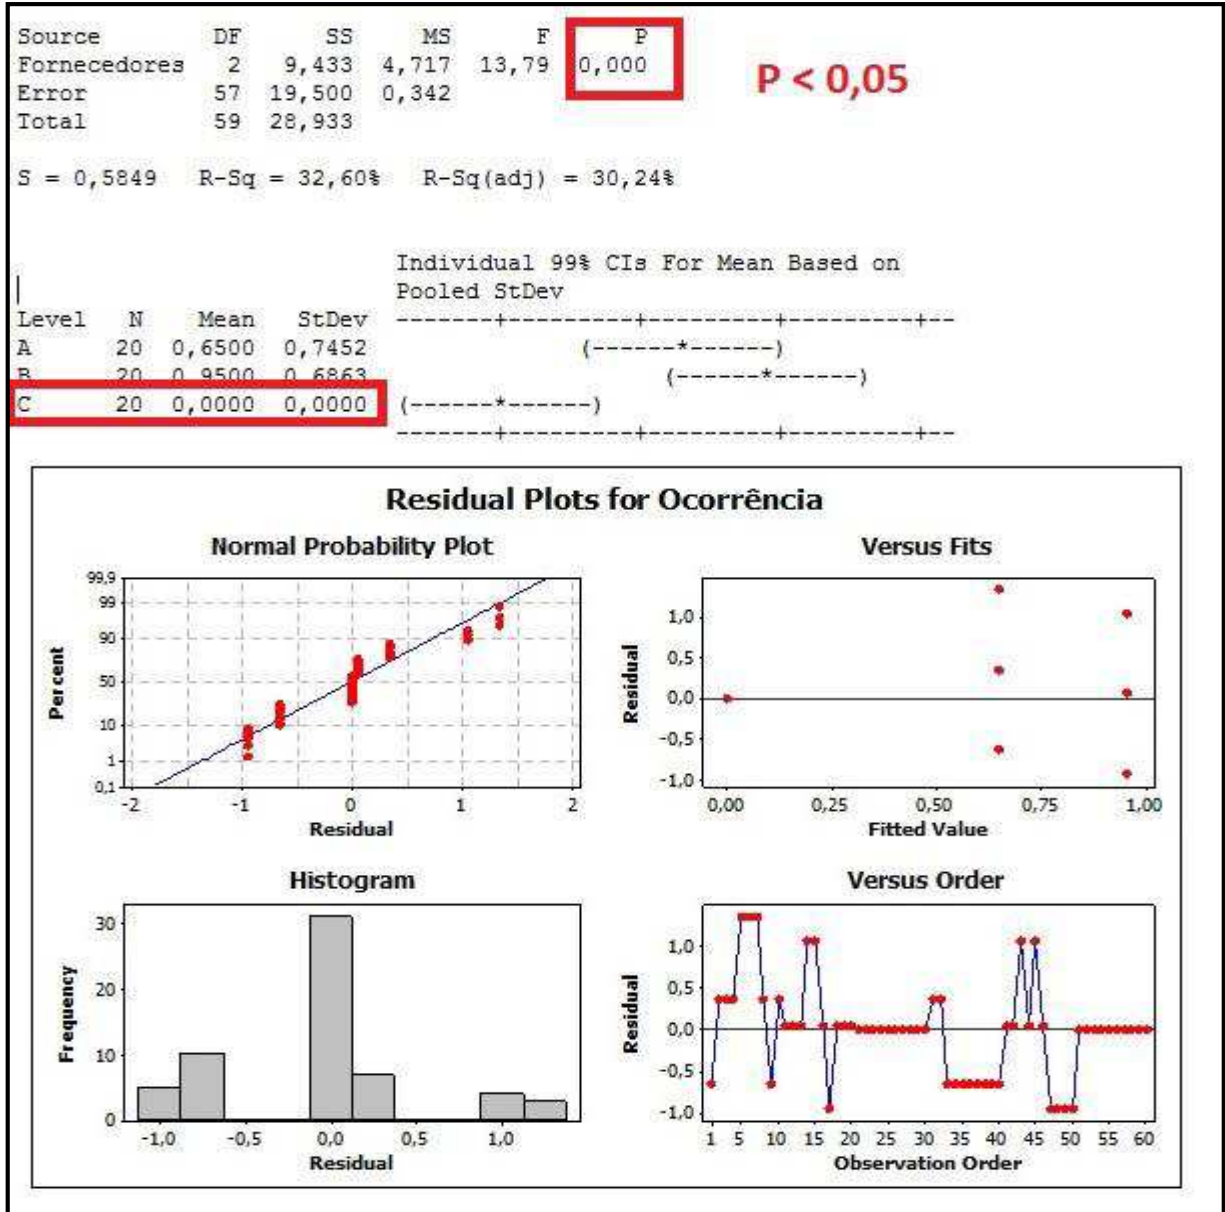 Source DF SS MS F P
Fornecedores 2 9,433 4,717 13,79 0,000
Error 57 19,500 0,342
Total 59 28,933
P < 0,05
S = 0,5849 R-Sq = 32,60% R-Sq(adj) = 30,24%
Individual 99% CIs For Mean Based on
Pooled StDev
Level N Mean StDev -------+---------+---------+---------+--
A 20 0,6500 0,7452 (------*------)
B 20 0,9500 0,6863 (------*------)
C 20 0,0000 0,0000 (------*------)
-------+---------+---------+---------+--
Residual Plots for Ocorrência
Normal Probability Plot
99,9
99
90
50
10
1
0,1
Percent
-2 -1 0 1 2
Residual
Versus Fits
1,0
0,5
0,0
-0,5
-1,0
Residual
0,00 0,25 0,50 0,75 1,00
Fitted Value
Histogram
30
20
10
0
Frequency
-1,0 -0,5 0,0 0,5 1,0
Residual
Versus Order
1,0
0,5
0,0
-0,5
-1,0
Residual
1 5 10 15 20 25 30 35 40 45 50 55 60
Observation Order